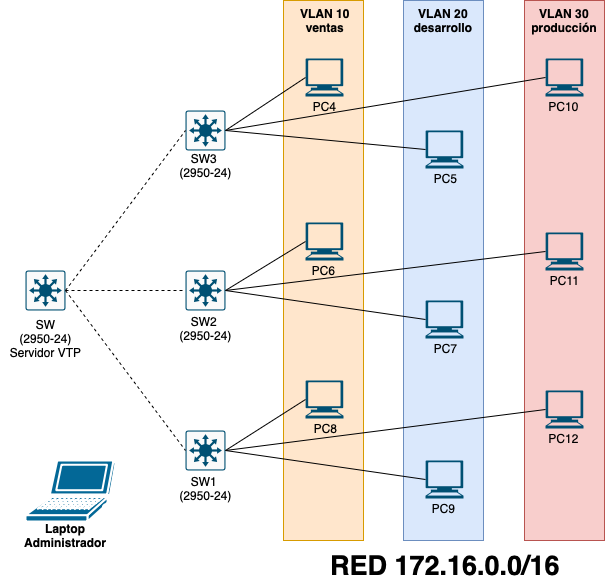 VLAN 10
ventas
VLAN 20
desarrollo
VLAN 30
producción
PC4
PC10
SW3
(2950-24)
PC5
PC6
PC11
SW
(2950-24)
Servidor VTP
SW2
(2950-24)
PC7
PC8
PC12
SW1
(2950-24)
PC9
Laptop
Administrador
RED 172.16.0.0/16